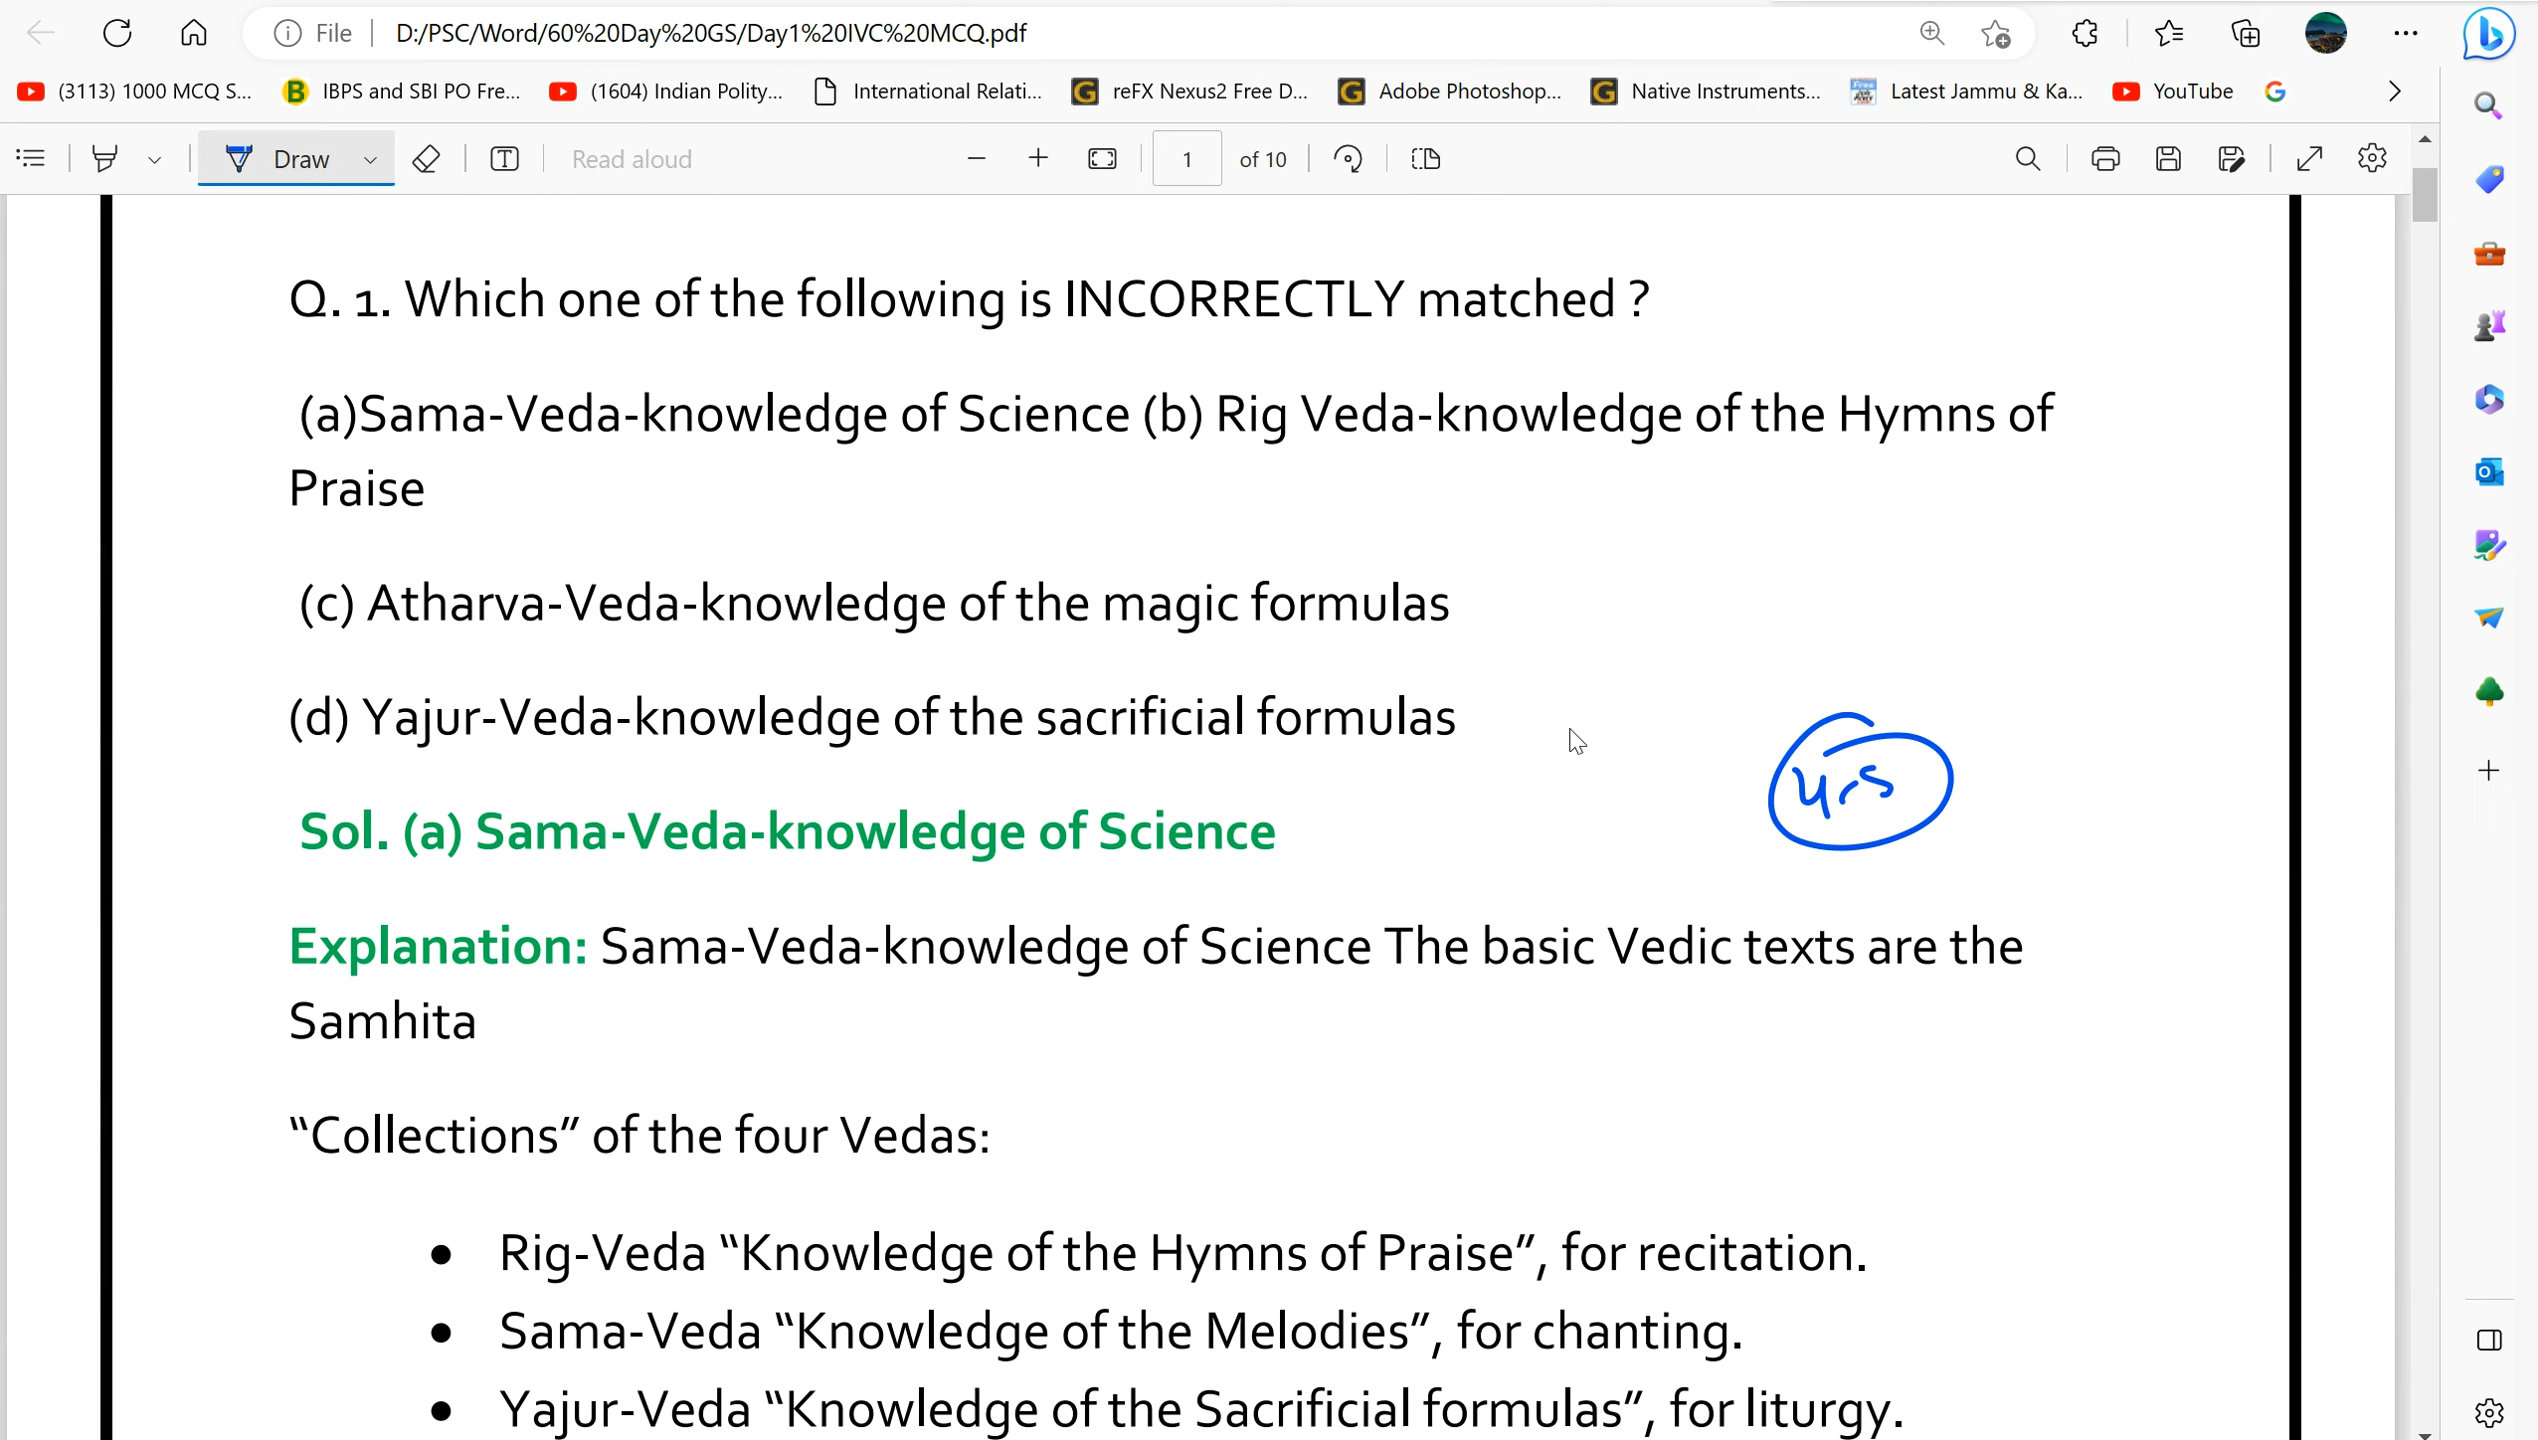 File D:/PSC/Word/60%20Day%20GS/Day1%20IVC%20MCQ.pdf
(3113) 1000 MCQ S... IBPS and SBI PO Fre... (1604) Indian Polity... International Relati... reFX Nexus2 Free D... Adobe Photoshop... Native Instruments... Latest Jammu & Ka... YouTube
Draw Read aloud 1 of 10
Q. 1. Which one of the following is INCORRECTLY matched ?
(a)Sama-Veda-knowledge of Science (b) Rig Veda-knowledge of the Hymns of
Praise
(c) Atharva-Veda-knowledge of the magic formulas
(d) Yajur-Veda-knowledge of the sacrificial formulas
yrs
Sol. (a) Sama-Veda-knowledge of Science
Explanation: Sama-Veda-knowledge of Science The basic Vedic texts are the
Samhita
“Collections” of the four Vedas:
• Rig-Veda “Knowledge of the Hymns of Praise”, for recitation.
• Sama-Veda “Knowledge of the Melodies”, for chanting.
• Yajur-Veda “Knowledge of the Sacrificial formulas”, for liturgy.